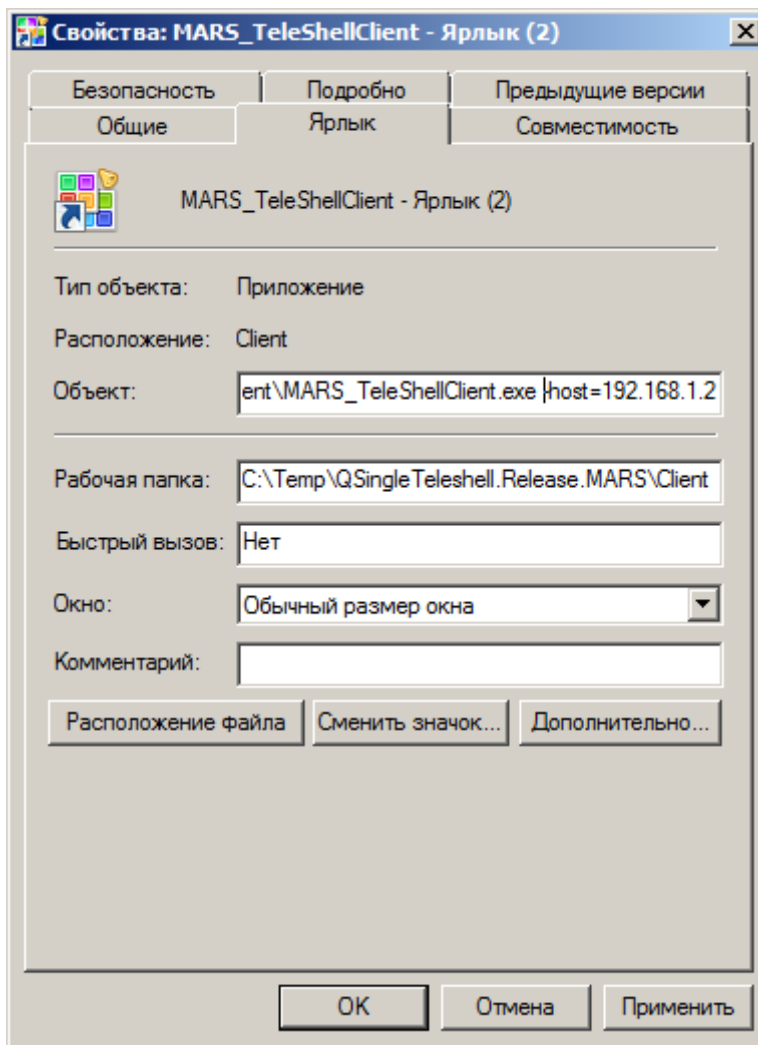 Свойства: MARS_TeleShellClient - Ярлык (2)
Безопасность Подробно Предыдущие версии
Общие Ярлык Совместимость
MARS_TeleShellClient - Ярлык (2)
Тип объекта: Приложение
Расположение: Client
Объект: ent\MARS_TeleShellClient.exe -host=192.168.1.2
Рабочая папка: C:\Temp\QSingleTeleshell.Release.MARS\Client
Быстрый вызов: Нет
Окно: Обычный размер окна
Комментарий:
Расположение файла Сменить значок... Дополнительно...
OK Отмена Применить